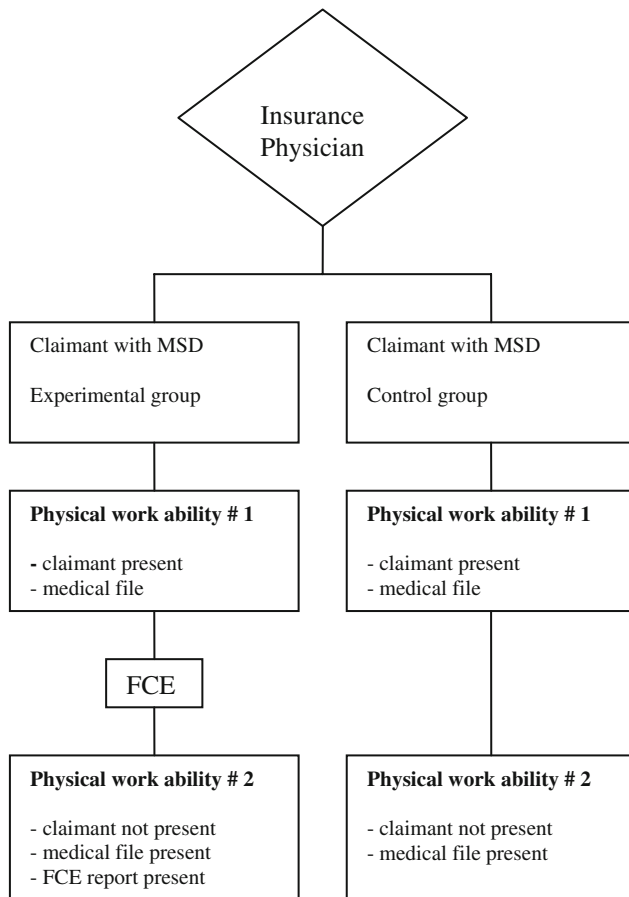 Insurance
Physician
Claimant with MSD
Experimental group
Claimant with MSD
Control group
Physical work ability # 1
- claimant present
- medical file
Physical work ability # 1
- claimant present
- medical file
FCE
Physical work ability # 2
- claimant not present
- medical file present
- FCE report present
Physical work ability # 2
- claimant not present
- medical file present